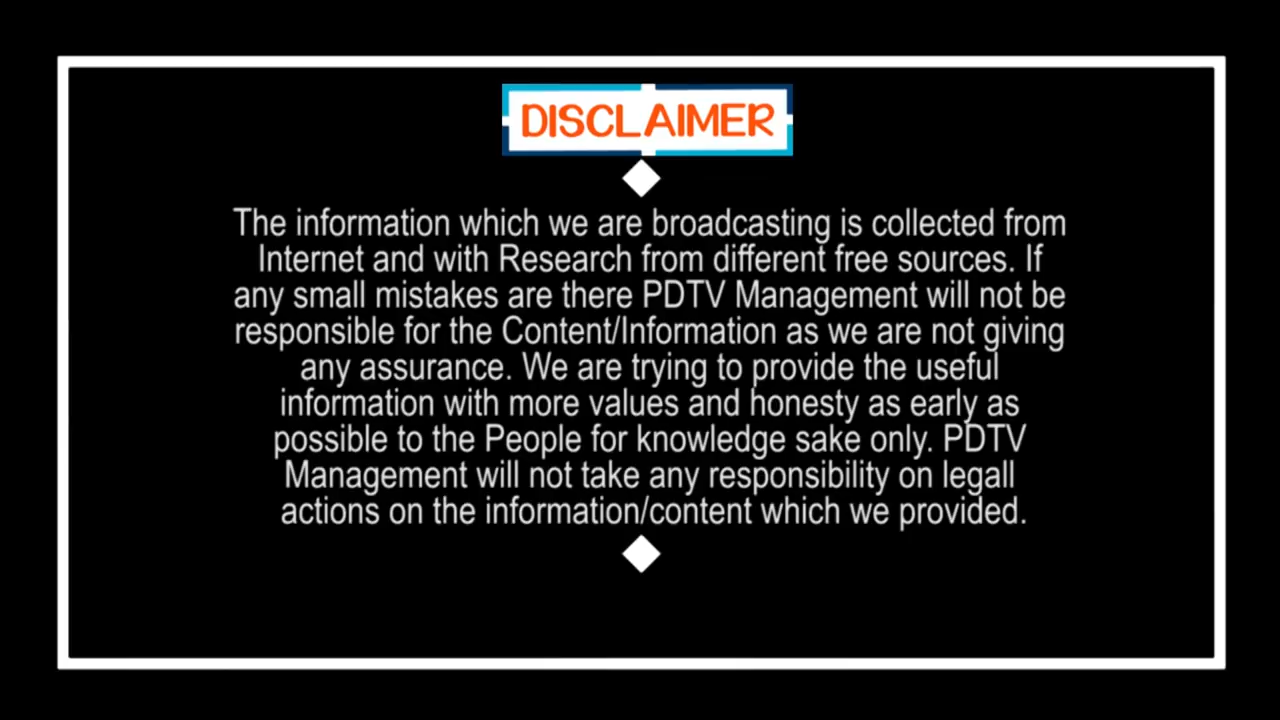 DISCLAIMER
The information which we are broadcasting is collected from
Internet and with Research from different free sources. If
any small mistakes are there PDTV Management will not be
responsible for the Content/Information as we are not giving
any assurance. We are trying to provide the useful
information with more values and honesty as early as
possible to the People for knowledge sake only. PDTV
Management will not take any responsibility on legall
actions on the information/content which we provided.